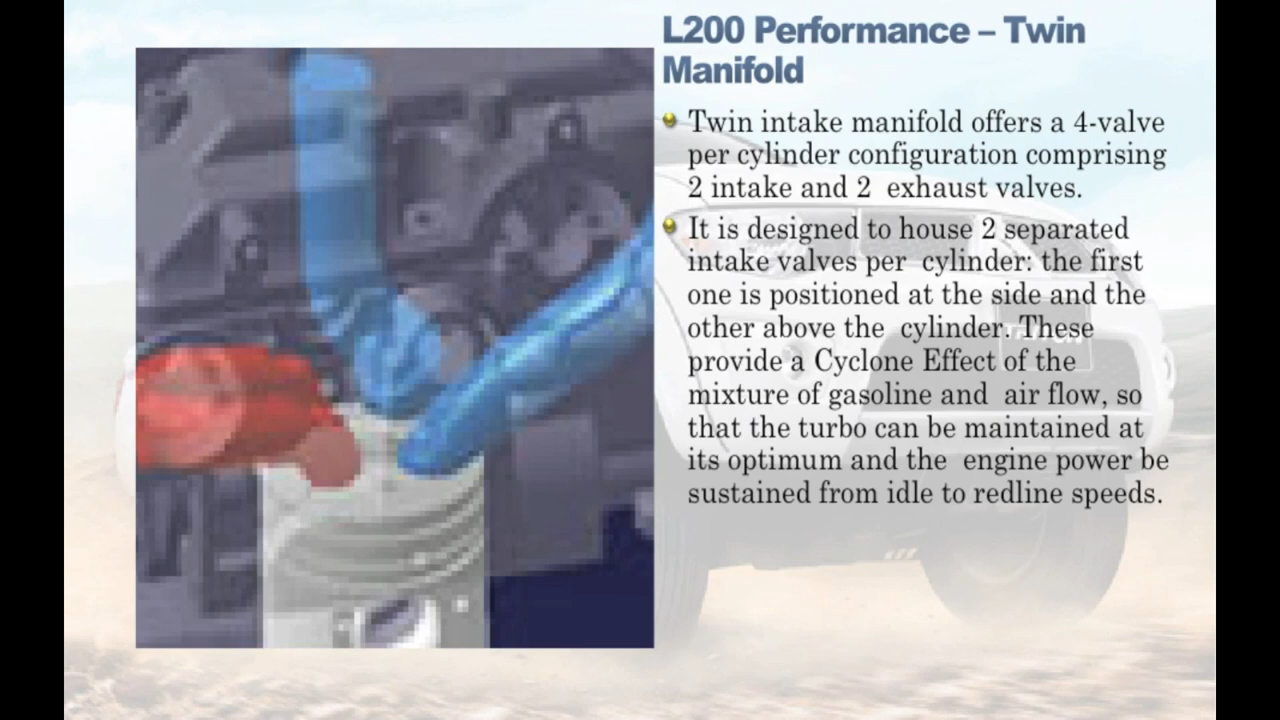 L200 Performance – Twin
Manifold
Twin intake manifold offers a 4-valve
per cylinder configuration comprising
2 intake and 2 exhaust valves.
It is designed to house 2 separated
intake valves per cylinder: the first
one is positioned at the side and the
other above the cylinder. These
provide a Cyclone Effect of the
mixture of gasoline and air flow, so
that the turbo can be maintained at
its optimum and the engine power be
sustained from idle to redline speeds.